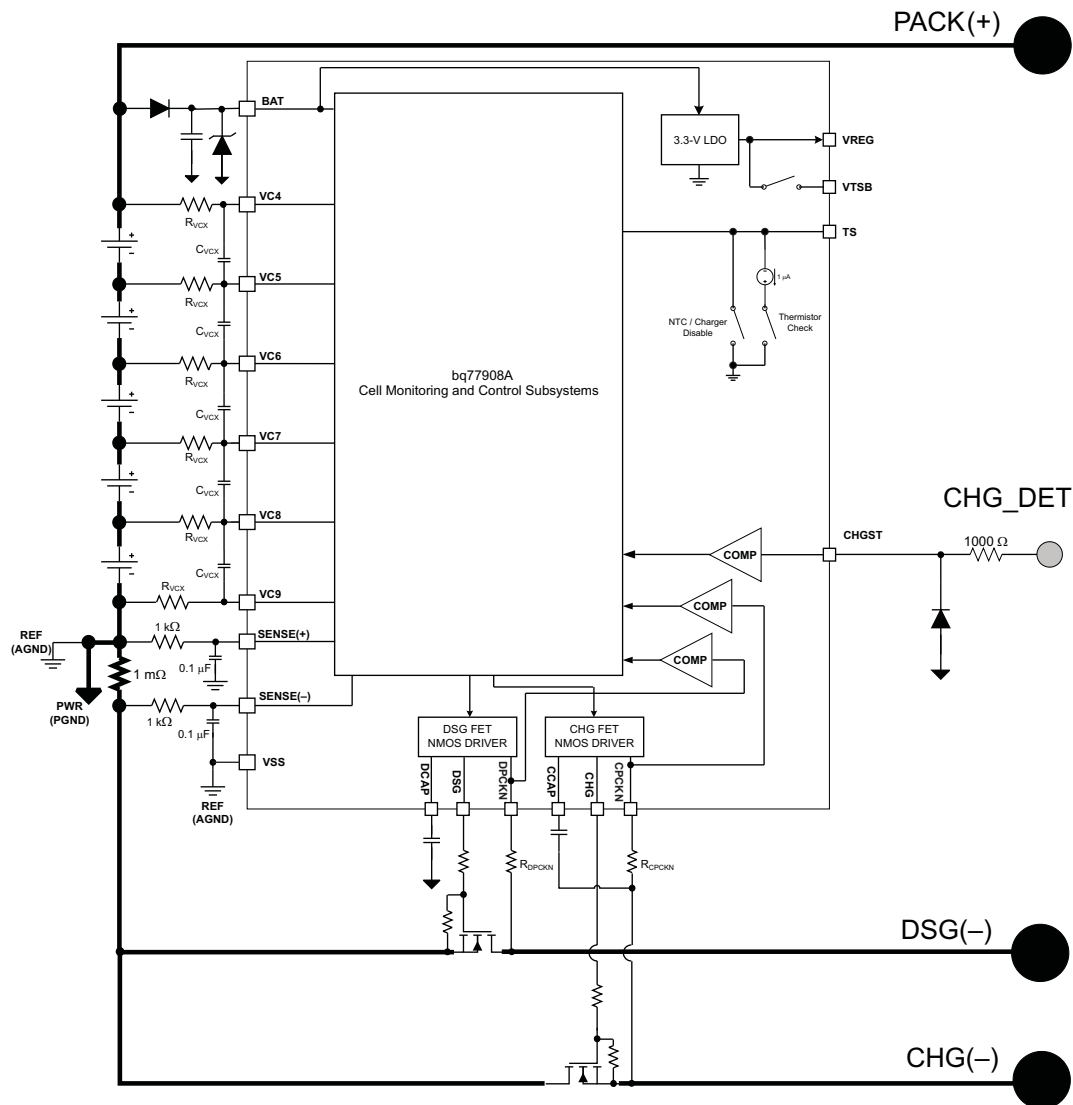 PACK(+)
BAT
3.3-V LDO
VREG
VTSB
VC4
RVCX
TS
CVCX
+
–
1 µA
VC5
RVCX
NTC / Charger
Disable
Thermistor
Check
CVCX
+
–
VC6
RVCX
bq77908A
Cell Monitoring and Control Subsystems
CVCX
+
–
VC7
RVCX
CVCX
+
–
CHG_DET
VC8
RVCX
CHGST
1000 Ω
COMP
CVCX
+
–
RVCX
VC9
COMP
REF
(AGND)
1 kΩ
SENSE(+)
0.1 µF
COMP
1 mΩ
PWR
(PGND)
SENSE(–)
1 kΩ
0.1 µF
DSG FET
NMOS DRIVER
CHG FET
NMOS DRIVER
VSS
REF
(AGND)
DCAP
DSG
DPCKN
CCAP
CHG
CPCKN
RDPCKN
RCPCKN
DSG(–)
CHG(–)